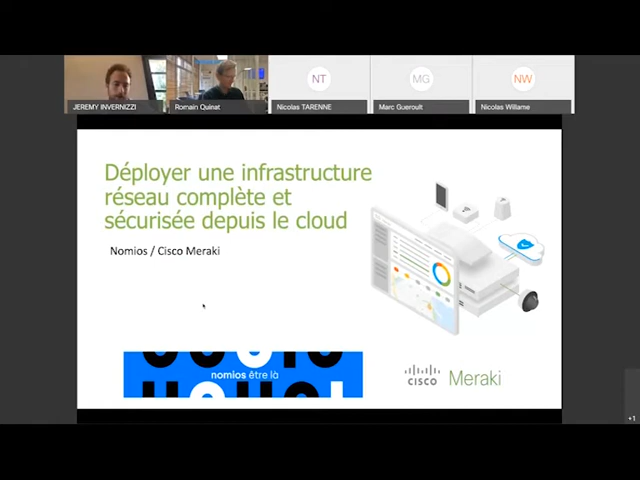 NT
MG
NW
JEREMY INVERNIZZI
Romain Quinat
Nicolas TARENNE
Marc Gueroult
Nicolas Willame
Déployer une infrastructure
réseau complète et
sécurisée depuis le cloud
Nomios / Cisco Meraki
nomios être là
CISCO Meraki
+1